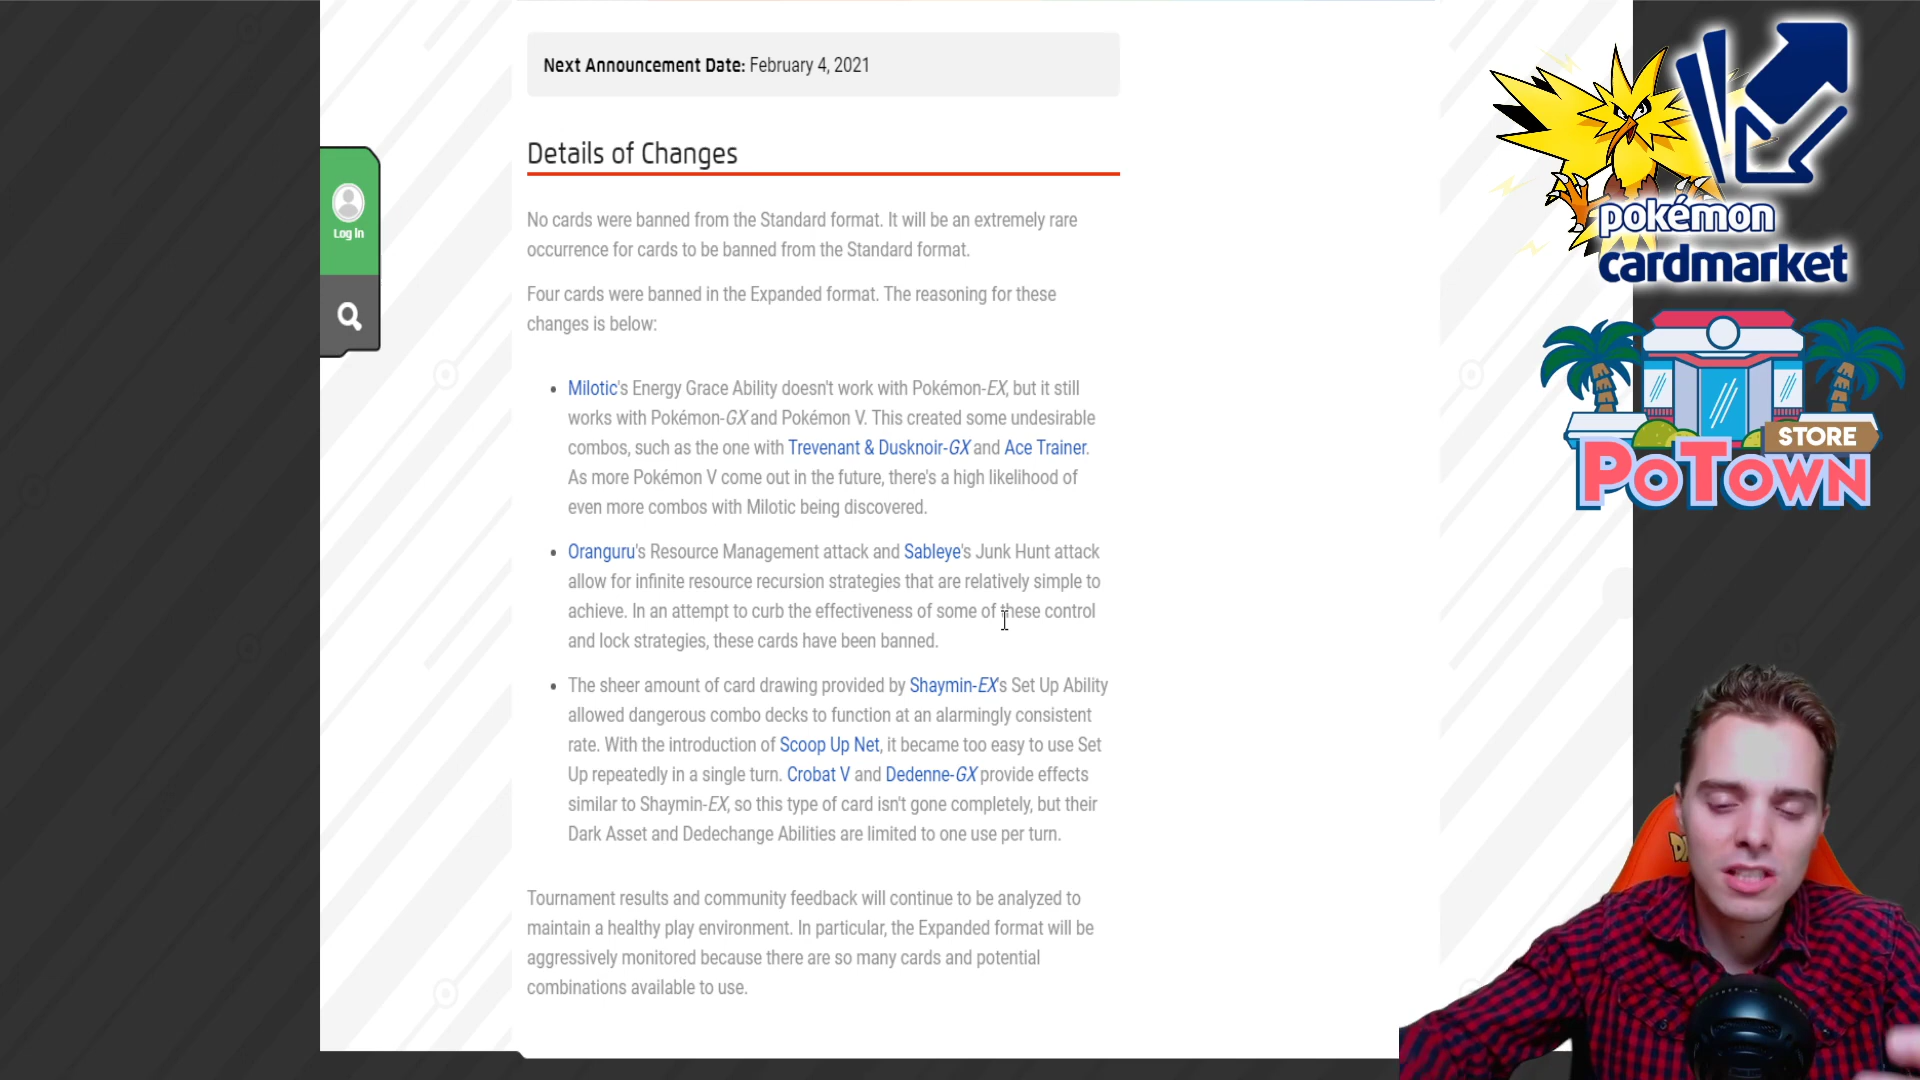 Next Announcement Date: February 4, 2021
Details of Changes
No cards were banned from the Standard format. It will be an extremely rare
occurrence for cards to be banned from the Standard format.
Four cards were banned in the Expanded format. The reasoning for these
changes is below:
Milotic's Energy Grace Ability doesn't work with Pokémon-EX, but it still
works with Pokémon-GX and Pokémon V. This created some undesirable
combos, such as the one with Trevenant & Dusknoir-GX and Ace Trainer.
As more Pokémon V come out in the future, there's a high likelihood of
even more combos with Milotic being discovered.
Oranguru's Resource Management attack and Sableye's Junk Hunt attack
allow for infinite resource recursion strategies that are relatively simple to
achieve. In an attempt to curb the effectiveness of some of these control
and lock strategies, these cards have been banned.
The sheer amount of card drawing provided by Shaymin-EX's Set Up Ability
allowed dangerous combo decks to function at an alarmingly consistent
rate. With the introduction of Scoop Up Net, it became too easy to use Set
Up repeatedly in a single turn. Crobat V and Dedenne-GX provide effects
similar to Shaymin-EX, so this type of card isn't gone completely, but their
Dark Asset and Dedechange Abilities are limited to one use per turn.
Tournament results and community feedback will continue to be analyzed to
maintain a healthy play environment. In particular, the Expanded format will be
aggressively monitored because there are so many cards and potential
combinations available to use.
Log In
pokémon
cardmarket
STORE
PoTowN